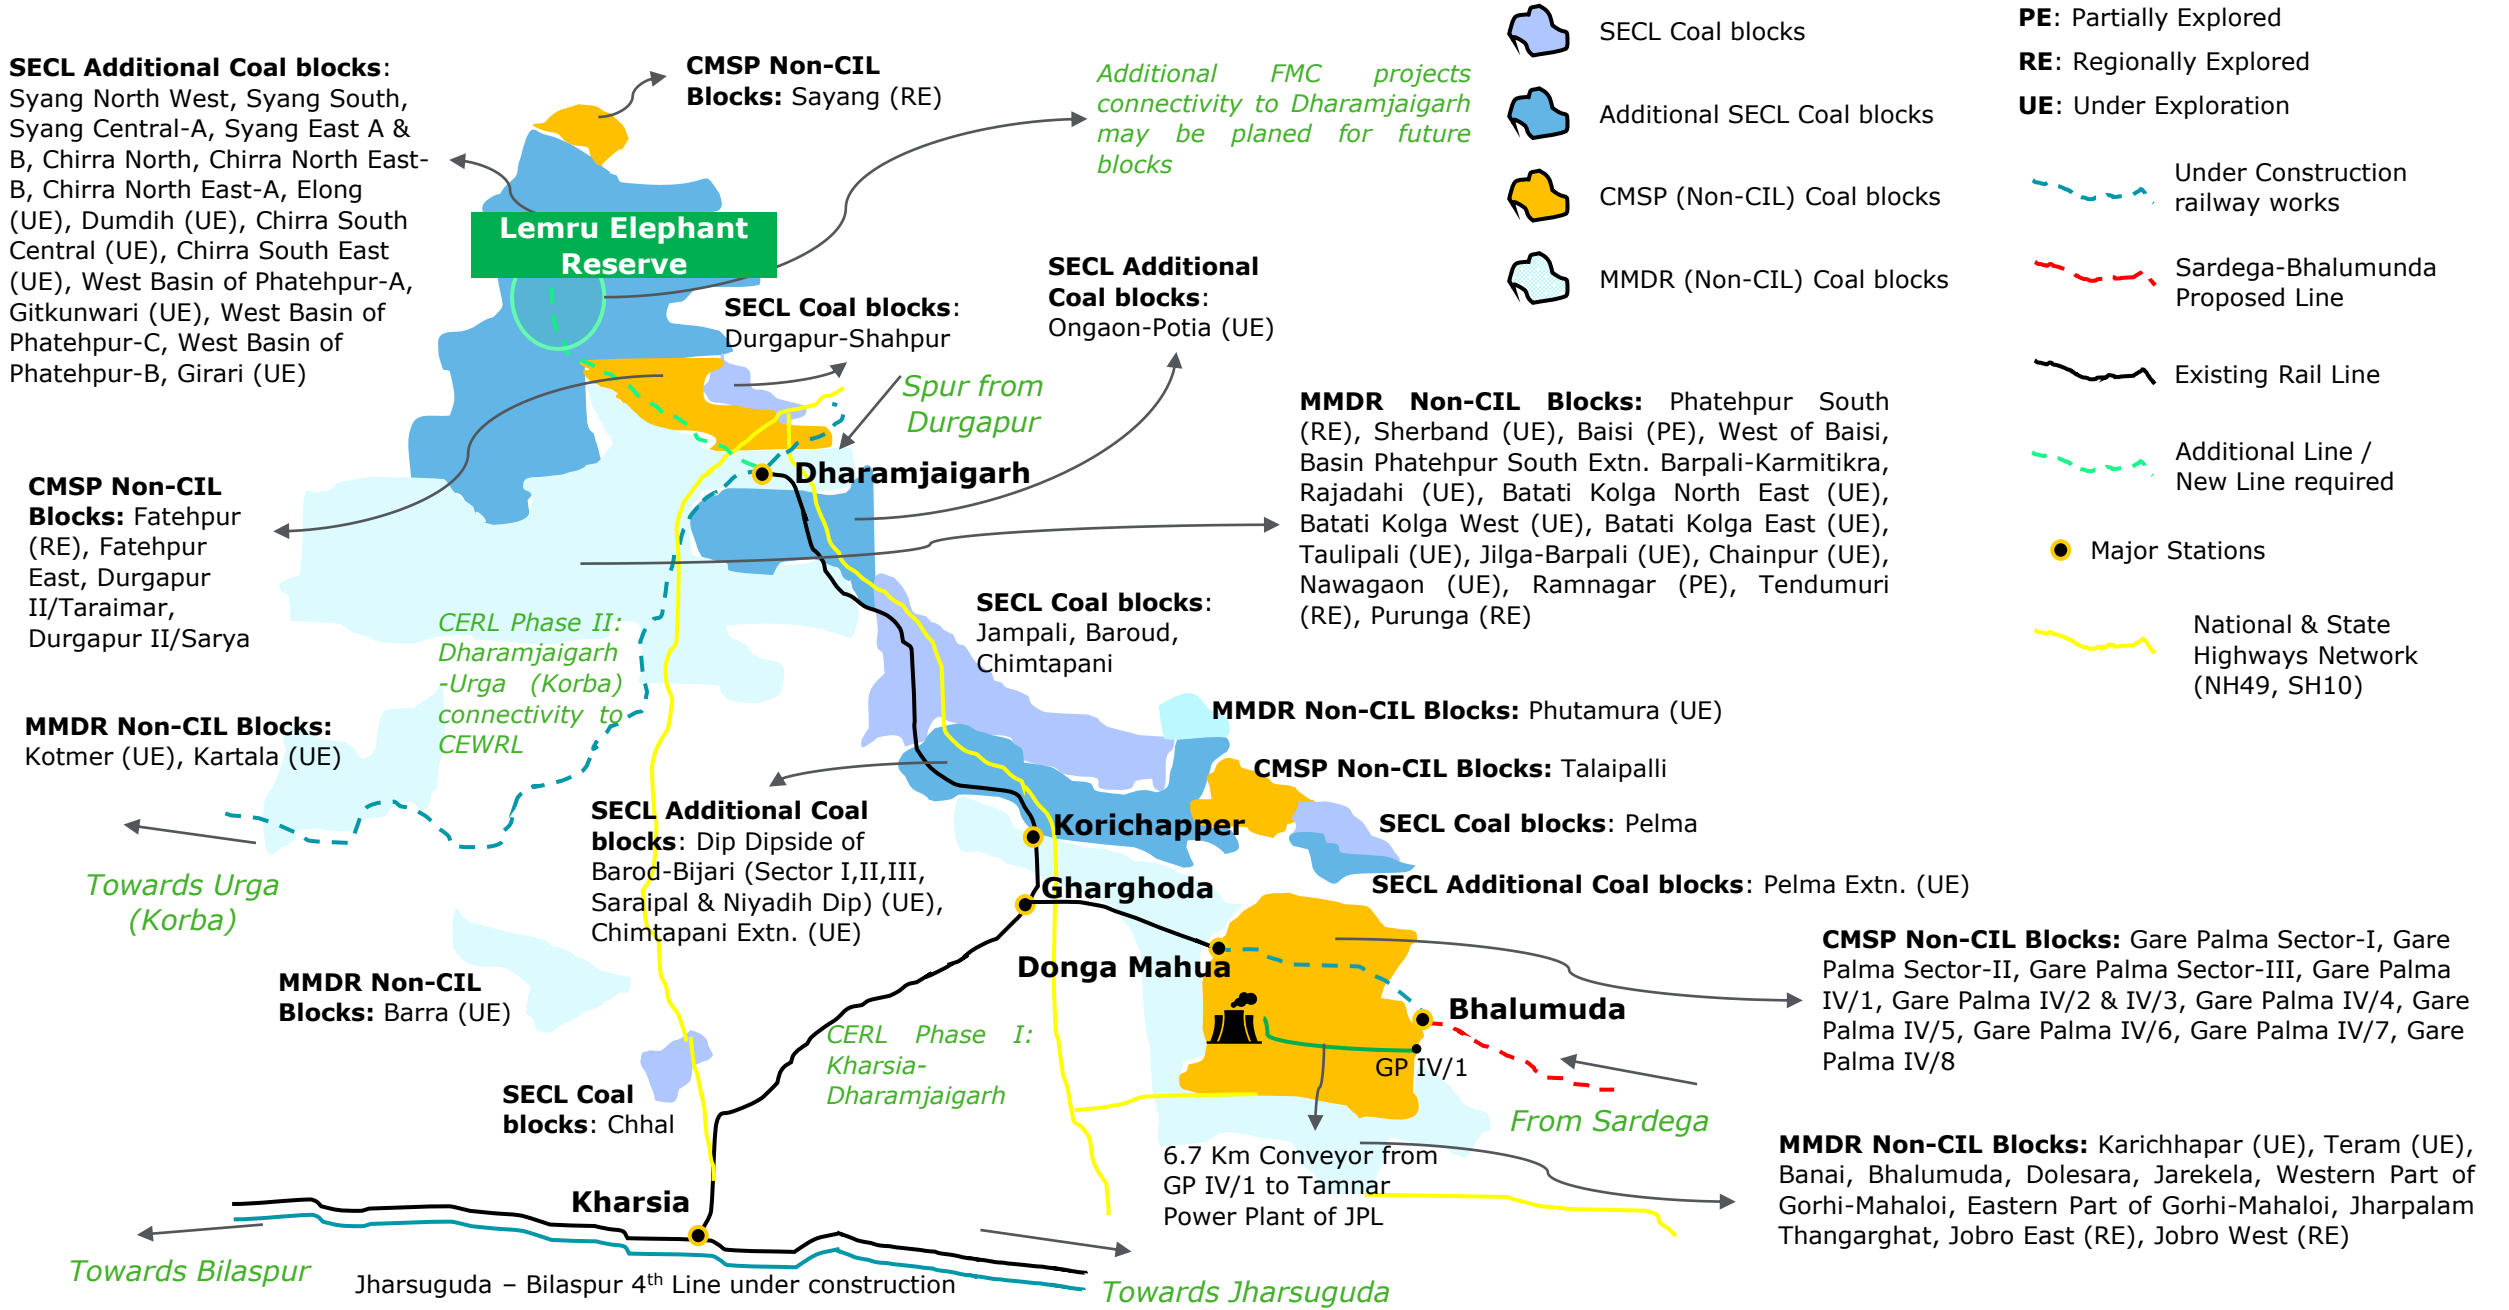 SECL Additional Coal blocks:
Syang North West, Syang South,
Syang Central-A, Syang East A &
B, Chirra North, Chirra North East-
B, Chirra North East-A, Elong
(UE), Dumdih (UE), Chirra South
Central (UE), Chirra South East
(UE), West Basin of Phatehpur-A,
Gitkunwari (UE), West Basin of
Phatehpur-C, West Basin of
Phatehpur-B, Girari (UE)
CMSP Non-CIL
Blocks: Sayang (RE)
Additional FMC projects
connectivity to Dharamjaigarh
may be planed for future
blocks
SECL Coal blocks
Additional SECL Coal blocks
CMSP (Non-CIL) Coal blocks
MMDR (Non-CIL) Coal blocks
PE: Partially Explored
RE: Regionally Explored
UE: Under Exploration
Under Construction
railway works
Sardega-Bhalumunda
Proposed Line
Existing Rail Line
Additional Line /
New Line required
Major Stations
National & State
Highways Network
(NH49, SH10)
Lemru Elephant
Reserve
SECL Coal blocks:
Durgapur-Shahpur
SECL Additional
Coal blocks:
Ongaon-Potia (UE)
Spur from
Durgapur
Dharamjaigarh
MMDR Non-CIL Blocks: Phatehpur South
(RE), Sherband (UE), Baisi (PE), West of Baisi,
Basin Phatehpur South Extn. Barpali-Karmitikra,
Rajadahi (UE), Batati Kolga North East (UE),
Batati Kolga West (UE), Batati Kolga East (UE),
Taulipali (UE), Jilga-Barpali (UE), Chainpur (UE),
Nawagaon (UE), Ramnagar (PE), Tendumuri
(RE), Purunga (RE)
CMSP Non-CIL
Blocks: Fatehpur
(RE), Fatehpur
East, Durgapur
II/Taraimar,
Durgapur II/Sarya
CERL Phase II:
Dharamjaigarh
-Urga (Korba)
connectivity to
CEWRL
SECL Coal blocks:
Jampali, Baroud,
Chimtapani
MMDR Non-CIL Blocks:
Kotmer (UE), Kartala (UE)
MMDR Non-CIL Blocks: Phutamura (UE)
CMSP Non-CIL Blocks: Talaipalli
SECL Coal blocks: Pelma
SECL Additional Coal blocks: Pelma Extn. (UE)
SECL Additional Coal
blocks: Dip Dipside of
Barod-Bijari (Sector I,II,III,
Saraipal & Niyadih Dip) (UE),
Chimtapani Extn. (UE)
Korichapper
Gharghoda
Towards Urga
(Korba)
Donga Mahua
Bhalumuda
CMSP Non-CIL Blocks: Gare Palma Sector-I, Gare
Palma Sector-II, Gare Palma Sector-III, Gare Palma
IV/1, Gare Palma IV/2 & IV/3, Gare Palma IV/4, Gare
Palma IV/5, Gare Palma IV/6, Gare Palma IV/7, Gare
Palma IV/8
MMDR Non-CIL
Blocks: Barra (UE)
CERL Phase I:
Kharsia-
Dharamjaigarh
GP IV/1
SECL Coal
blocks: Chhal
From Sardega
6.7 Km Conveyor from
GP IV/1 to Tamnar
Power Plant of JPL
MMDR Non-CIL Blocks: Karichhapar (UE), Teram (UE),
Banai, Bhalumuda, Dolesara, Jarekela, Western Part of
Gorhi-Mahaloi, Eastern Part of Gorhi-Mahaloi, Jharpalam
Thangarghat, Jobro East (RE), Jobro West (RE)
Kharsia
Towards Bilaspur
Jharsuguda – Bilaspur 4th Line under construction
Towards Jharsuguda